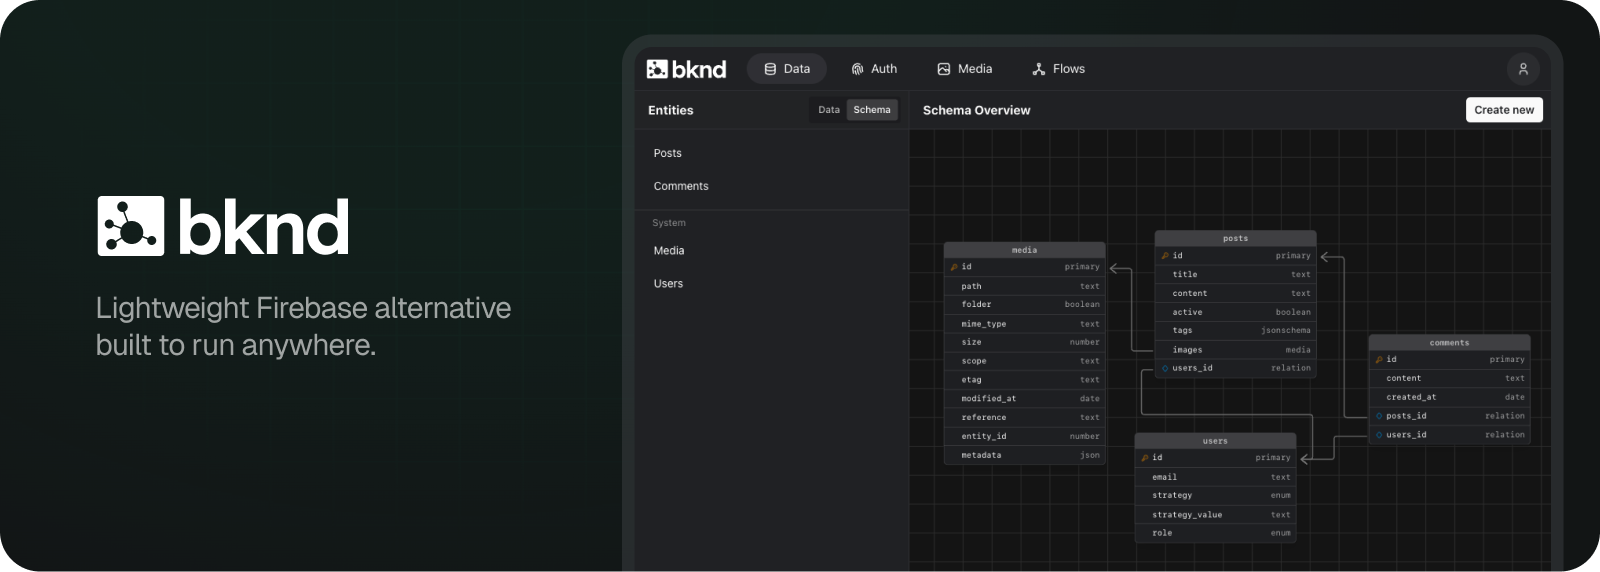 bknd
Lightweight Firebase alternative
built to run anywhere.
bknd Data Auth Media Flows
Entities Data Schema
Posts
Comments
System
Media
Users
Schema Overview Create new
media
id primary
path text
folder boolean
mime_type text
size number
scope text
etag text
modified_at date
reference text
entity_id number
metadata json
posts
id primary
title text
content text
active boolean
tags jsonschema
images media
users_id relation
users
id primary
email text
strategy enum
strategy_value text
role enum
comments
id primary
content text
created_at date
posts_id relation
users_id relation